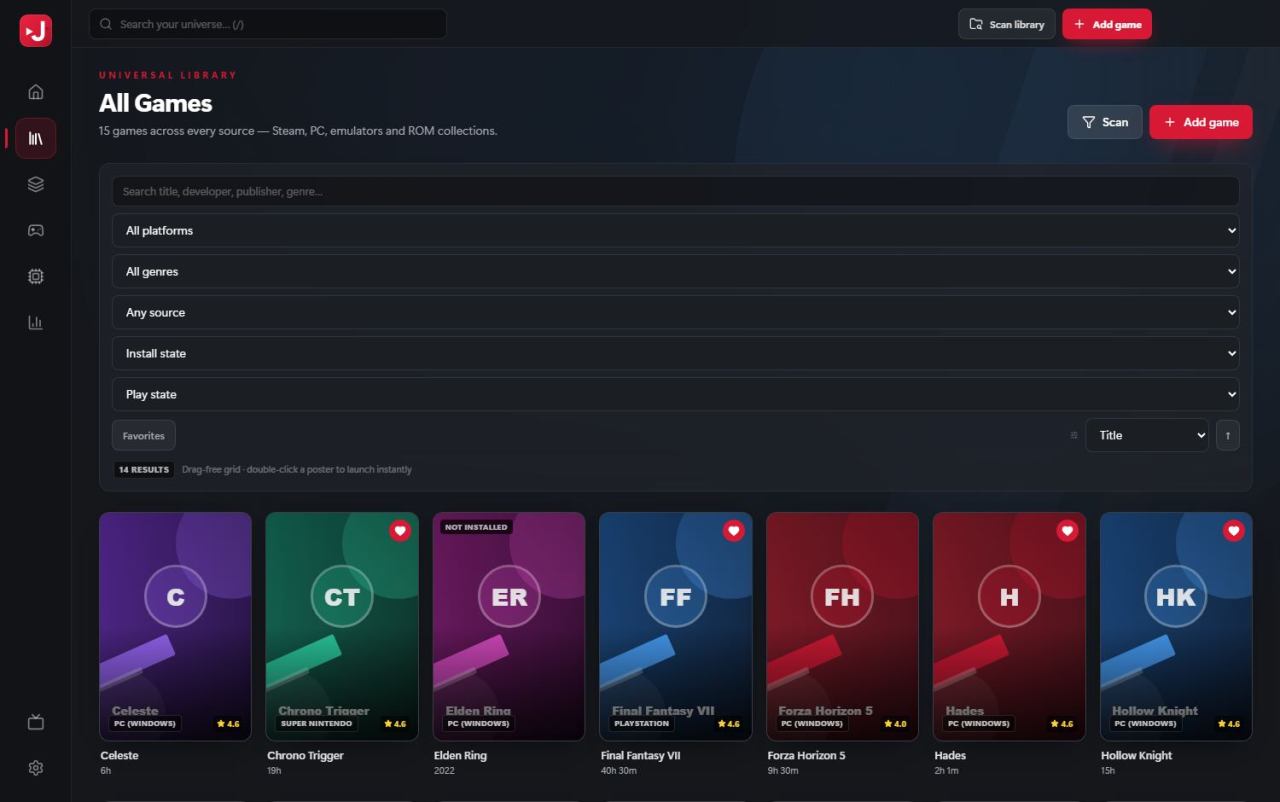 J
Search your universe... (/)
Scan library
+ Add game
UNIVERSAL LIBRARY
All Games
15 games across every source — Steam, PC, emulators and ROM collections.
Scan
+ Add game
Search title, developer, publisher, genre...
All platforms
All genres
Any source
Install state
Play state
Favorites
Title
↑
14 RESULTS
Drag-free grid · double-click a poster to launch instantly
C
Celeste
PC (WINDOWS)
★ 4.6
Celeste
6h
CT
Chrono Trigger
SUPER NINTENDO
★ 4.6
Chrono Trigger
19h
NOT INSTALLED
ER
Elden Ring
PC (WINDOWS)
Elden Ring
2022
FF
Final Fantasy VII
PLAYSTATION
★ 4.6
Final Fantasy VII
40h 30m
FH
Forza Horizon 5
PC (WINDOWS)
★ 4.0
Forza Horizon 5
9h 30m
H
Hades
PC (WINDOWS)
★ 4.6
Hades
2h 1m
HK
Hollow Knight
PC (WINDOWS)
★ 4.6
Hollow Knight
15h